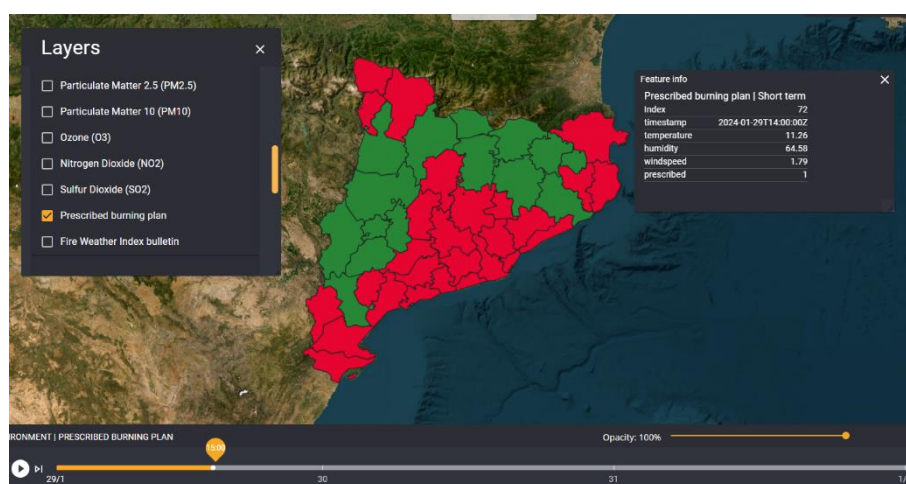 Layers
Particulate Matter 2.5 (PM2.5)
Particulate Matter 10 (PM10)
Ozone (O3)
Nitrogen Dioxide (NO2)
Sulfur Dioxide (SO2)
Prescribed burning plan
Fire Weather Index bulletin
Feature info
Prescribed burning plan | Short term
Index 72
timestamp 2024-01-29T14:00:00Z
temperature 11.26
humidity 64.58
windspeed 1.79
prescribed 1
IRONMENT | PRESCRIBED BURNING PLAN
Opacity: 100%
15:00
29/1 30 31 1/